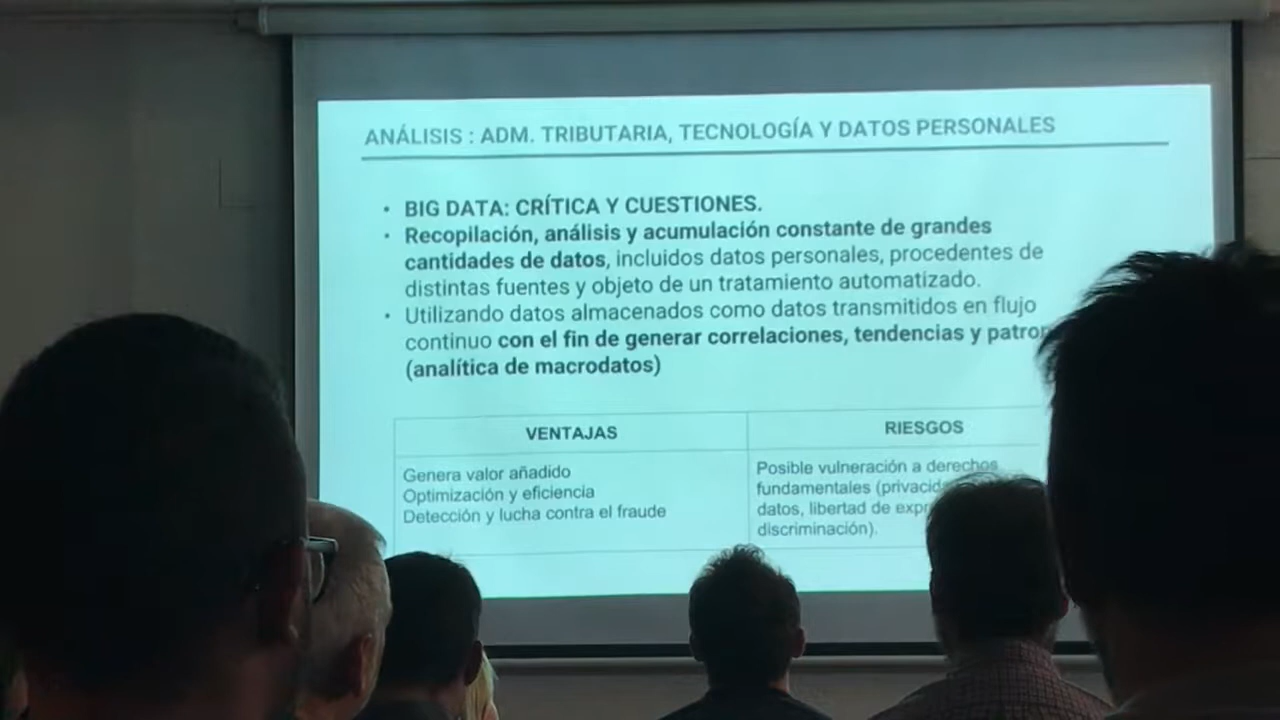 ANÁLISIS : ADM. TRIBUTARIA, TECNOLOGÍA Y DATOS PERSONALES
• BIG DATA: CRÍTICA Y CUESTIONES.
• Recopilación, análisis y acumulación constante de grandes
cantidades de datos, incluidos datos personales, procedentes de
distintas fuentes y objeto de un tratamiento automatizado.
• Utilizando datos almacenados como datos transmitidos en flujo
continuo con el fin de generar correlaciones, tendencias y
(analítica de macrodatos)
VENTAJAS
Genera valor añadido
Optimización y eficiencia
Detección y lucha contra el fraude
RIESGOS
Posible vulneración a derechos
fundamentales
datos, libertad de
discriminación).